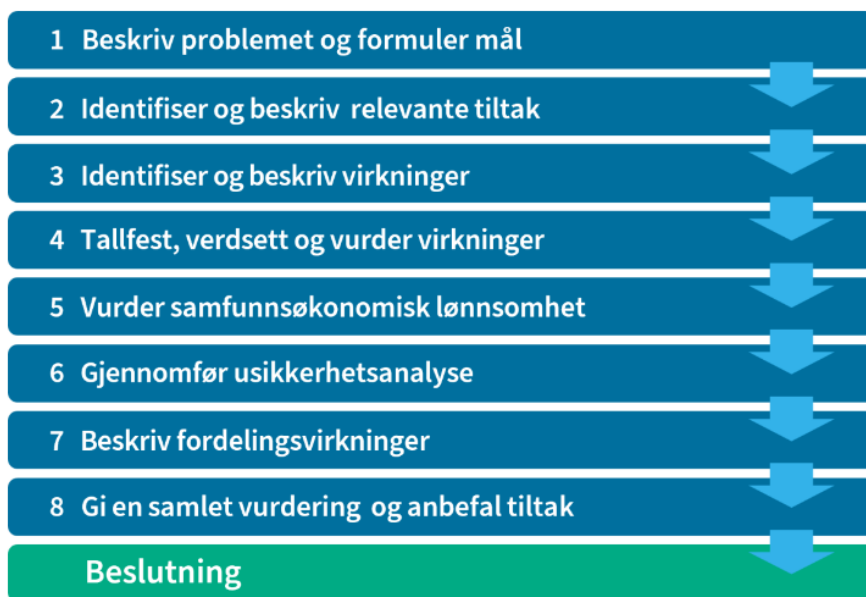 1 Beskriv problemet og formuler mål
2 Identifiser og beskriv relevante tiltak
3 Identifiser og beskriv virkninger
4 Tallfest, verdsett og vurder virkninger
5 Vurder samfunnsøkonomisk lønnsomhet
6 Gjennomfør usikkerhetsanalyse
7 Beskriv fordelingsvirkninger
8 Gi en samlet vurdering og anbefal tiltak
Beslutning